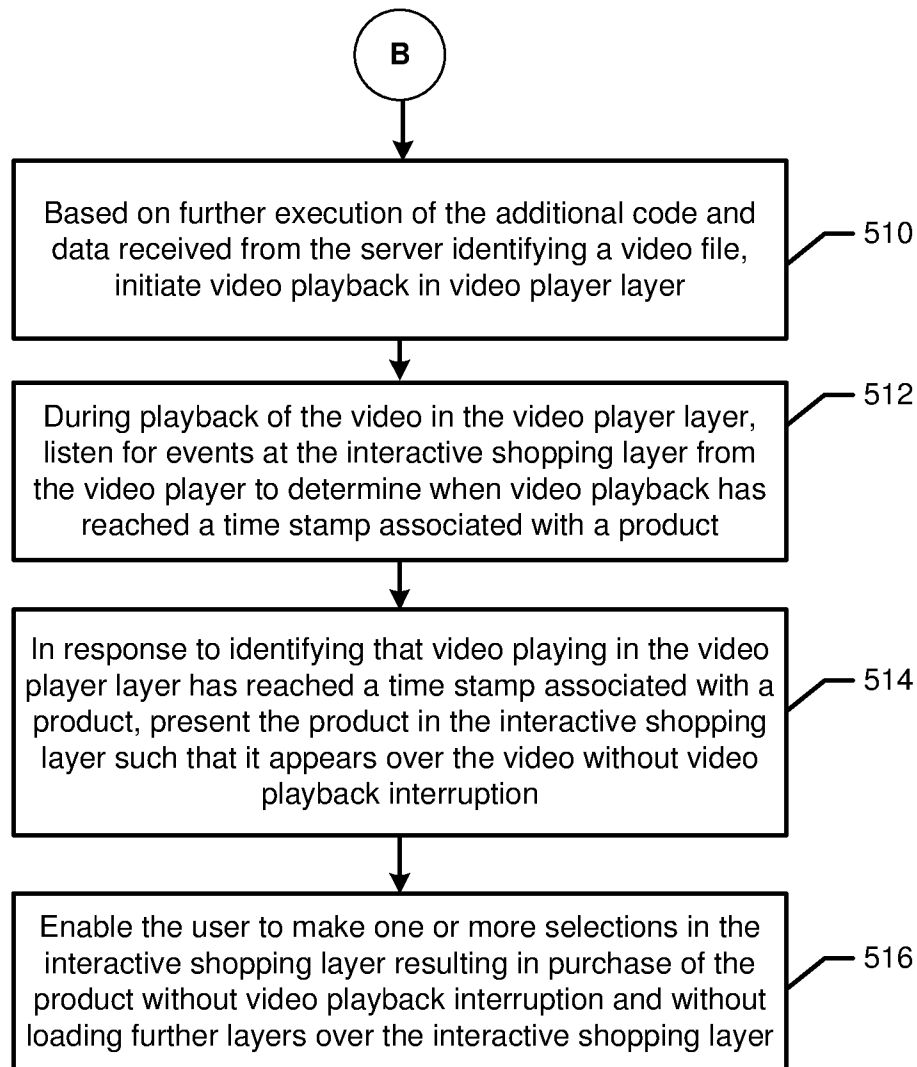 B
Based on further execution of the additional code and
data received from the server identifying a video file,
initiate video playback in video player layer
510
During playback of the video in the video player layer,
listen for events at the interactive shopping layer from
the video player to determine when video playback has
reached a time stamp associated with a product
512
In response to identifying that video playing in the video
player layer has reached a time stamp associated with a
product, present the product in the interactive shopping
layer such that it appears over the video without video
playback interruption
514
Enable the user to make one or more selections in the
interactive shopping layer resulting in purchase of the
product without video playback interruption and without
loading further layers over the interactive shopping layer
516